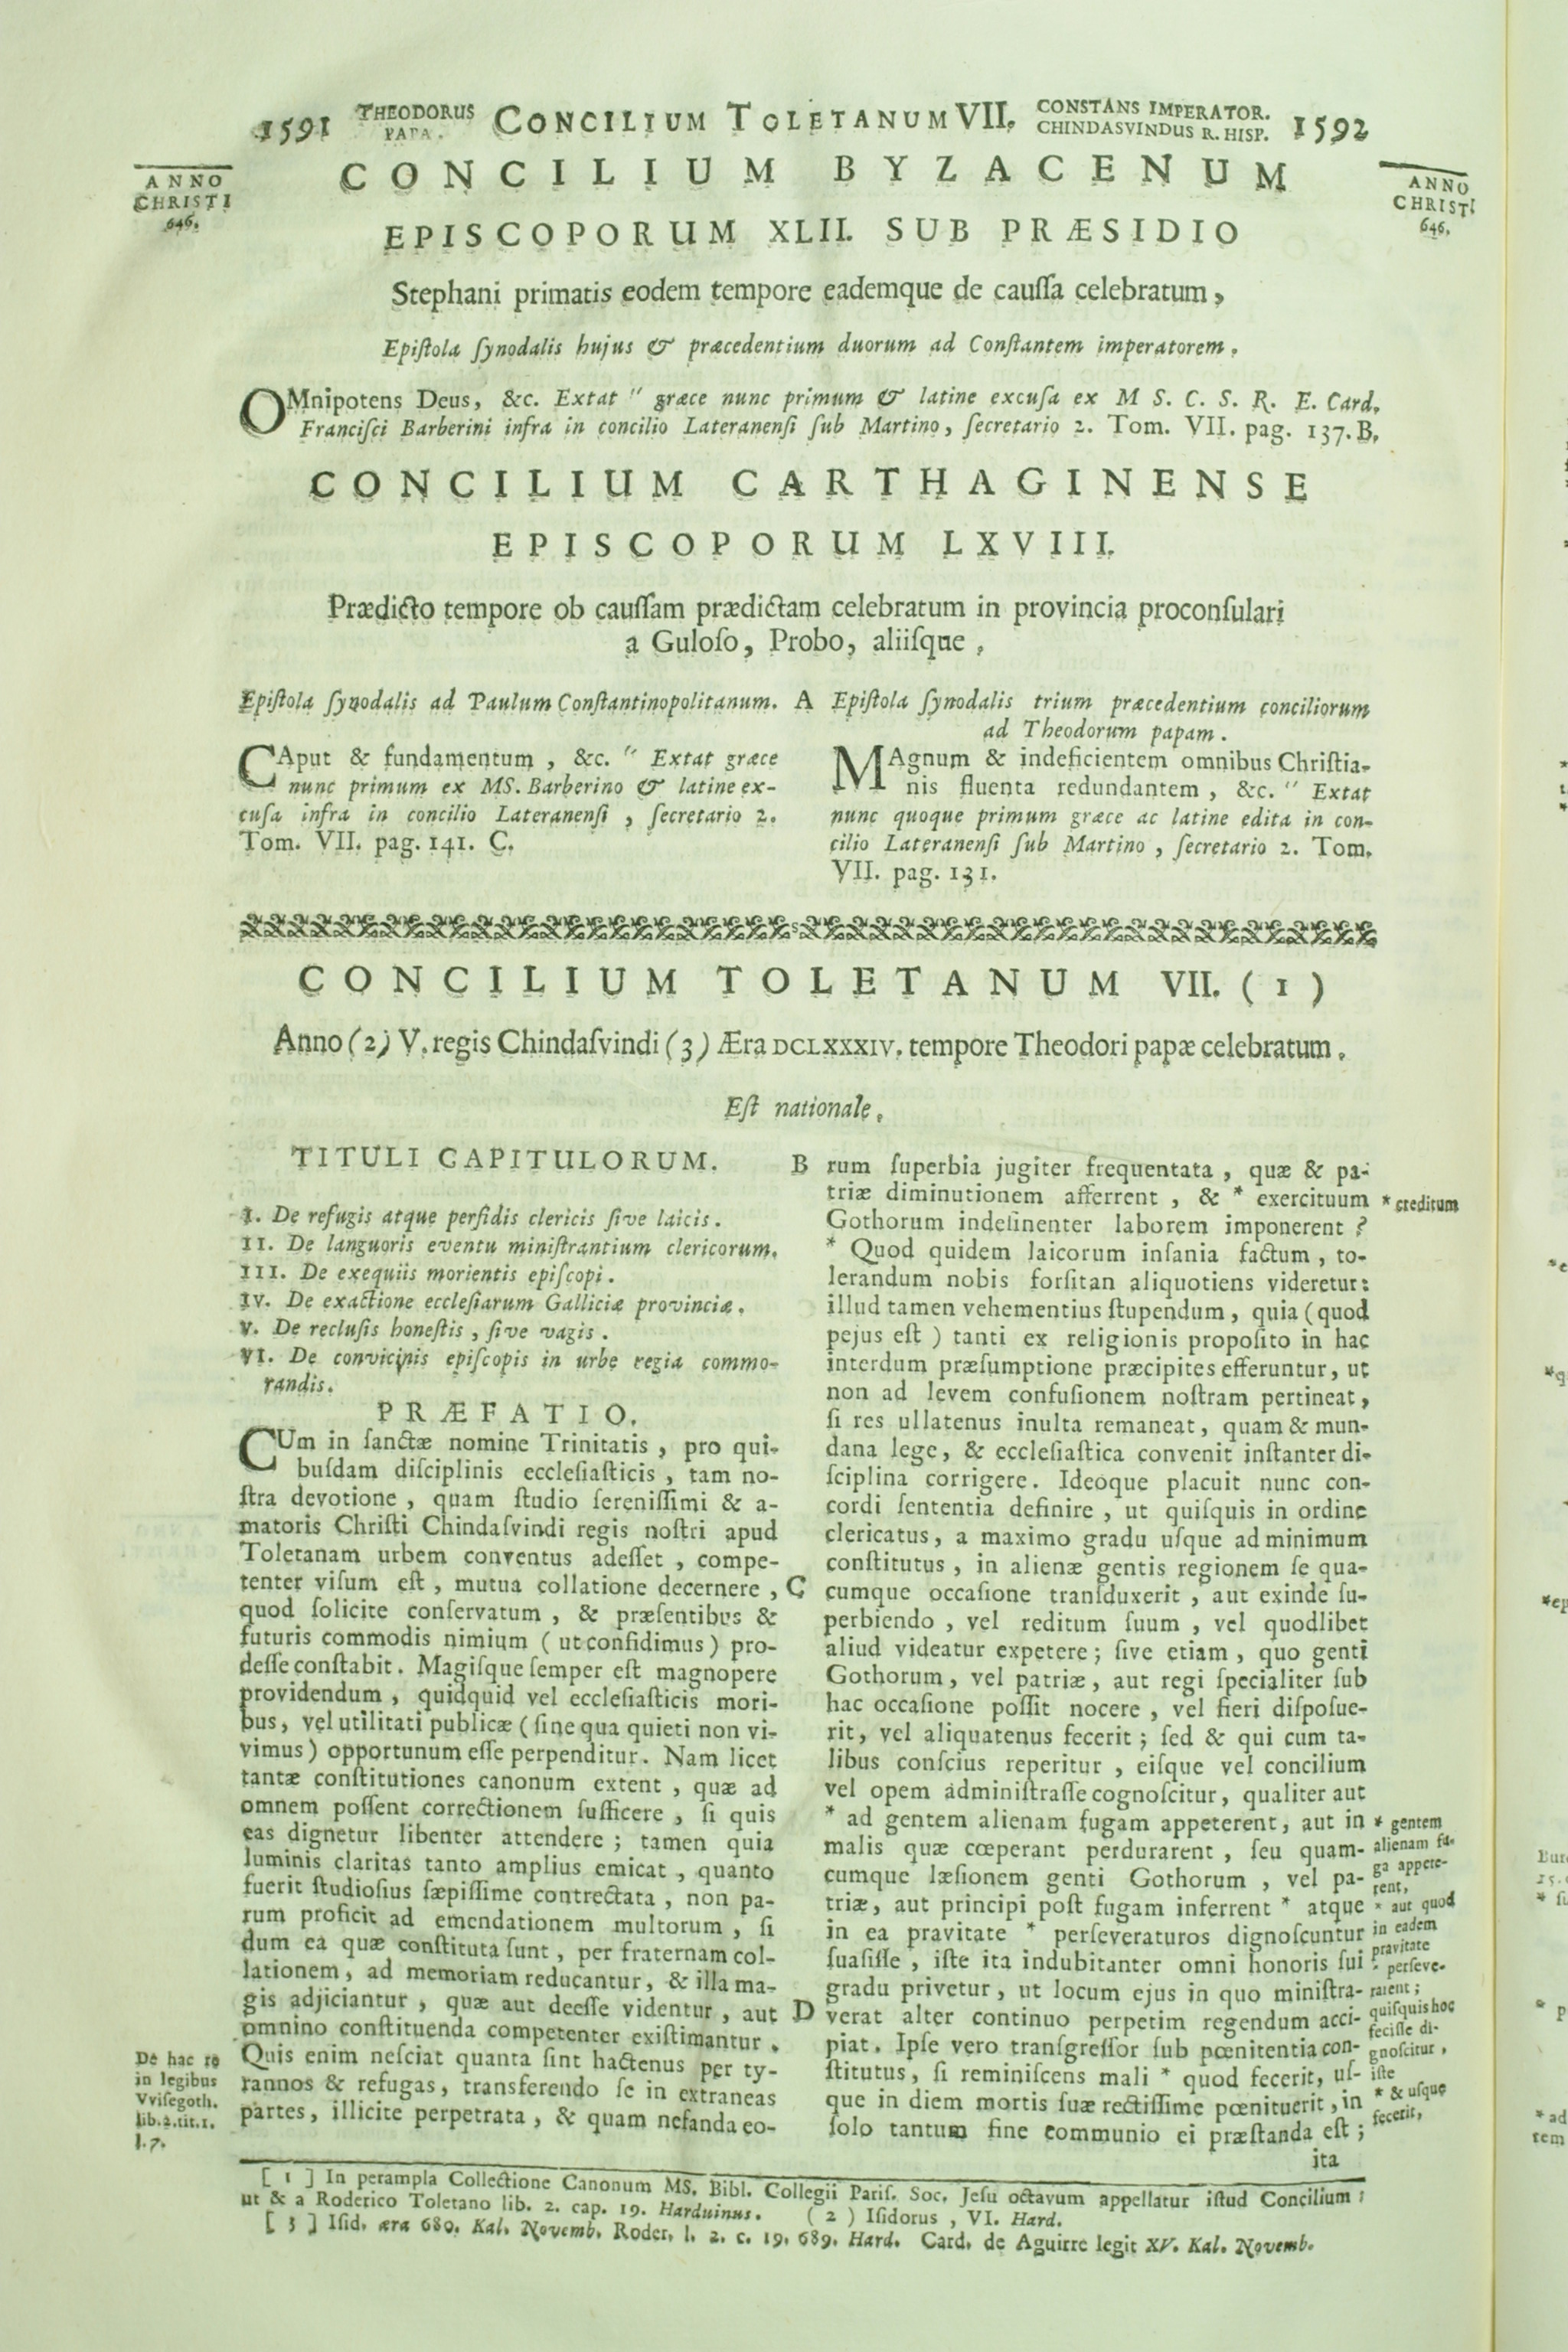 1591 THEODORUS PAPA. CONCILIUM TOLETANUM VII. CONSTANS IMPERATOR. CHINDASVINDUS R. HISP. 1592
ANNO
CHRISTI
646.
ANNO
CHRISTI
646.
CONCILIUM BYZACENUM
EPISCOPORUM XLII. SUB PRÆSIDIO
Stephani primatis eodem tempore eademque de cauſſa celebratum,
Epiſtola ſynodalis hujus & præcedentium duorum ad Conſtantem imperatorem.
OMnipotens Deus, &c. Extat " græce nunc primum & latine excuſa ex M S. C. S. R. E. Card.
Franciſci Barberini infra in concilio Lateranenſi ſub Martino, ſecretario 2. Tom. VII. pag. 137. B.
CONCILIUM CARTHAGINENSE
EPISCOPORUM LXVIII.
Prædicto tempore ob cauſſam prædictam celebratum in provincia proconſulari
a Guloſo, Probo, aliiſque.
Epiſtola ſynodalis ad Paulum Conſtantinopolitanum.
CAput & fundamentum, &c. " Extat græce
nunc primum ex MS. Barberino & latine ex-
cuſa infra in concilio Lateranenſi, ſecretario 2.
Tom. VII. pag. 141. C.
A
Epiſtola ſynodalis trium præcedentium conciliorum
ad Theodorum papam.
MAgnum & indeficientem omnibus Chriſtia-
nis fluenta redundantem, &c. " Extat
nunc quoque primum græce ac latine edita in con-
cilio Lateranenſi ſub Martino, ſecretario 2. Tom.
VII. pag. 131.
CONCILIUM TOLETANUM VII. (1)
Anno (2) V. regis Chindaſvindi (3) Æra DCLXXXIV. tempore Theodori papæ celebratum.
Eſt nationale.
TITULI CAPITULORUM.
I. De refugis atque perfidis clericis ſive laicis.
II. De languoris eventu miniſtrantium clericorum.
III. De exequiis morientis epiſcopi.
IV. De exactione eccleſiarum Galliciæ provinciæ.
V. De recluſis honeſtis, ſive vagis.
VI. De convicinis epiſcopis in urbe regia commo-
randis.
PRÆFATIO.
CUm in ſanctæ nomine Trinitatis, pro qui-
buſdam diſciplinis eccleſiaſticis, tam no-
ſtra devotione, quam ſtudio ſereniſſimi & a-
matoris Chriſti Chindaſvindi regis noſtri apud
Toletanam urbem conventus adeſſet, compe-
tenter viſum eſt, mutua collatione decernere,
quod ſolicite conſervatum, & præſentibus &
futuris commodis nimium (ut confidimus) pro-
deſſe conſtabit. Magiſque ſemper eſt magnopere
providendum, quidquid vel eccleſiaſticis mori-
bus, vel utilitati publicæ (ſine qua quieti non vi-
vimus) opportunum eſſe perpenditur. Nam licet
tantæ conſtitutiones canonum extent, quæ ad
omnem poſſent correctionem ſufficere, ſi quis
eas dignetur libenter attendere; tamen quia
luminis claritas tanto amplius emicat, quanto
fuerit ſtudioſius ſæpiſſime contrectata, non pa-
rum proficit ad emendationem multorum, ſi
dum ea quæ conſtituta ſunt, per fraternam col-
lationem, ad memoriam reducantur, & illa ma-
gis adjiciantur, quæ aut deeſſe videntur, aut
omnino conſtituenda competenter exiſtimantur.
Quis enim neſciat quanta ſint hactenus per ty-
rannos & refugas, transferendo ſe in extraneas
partes, illicite perpetrata, & quam nefanda eo-
De hac re
in legibus
Vviſegoth.
lib. 2. tit. 1.
l. 7.
B
C
D
rum ſuperbia jugiter frequentata, quæ & pa-
triæ diminutionem afferrent, & * exercituum
Gothorum indeſinenter laborem imponerent?
* Quod quidem laicorum inſania factum, to-
lerandum nobis forſitan aliquotiens videretur:
illud tamen vehementius ſtupendum, quia (quod
pejus eſt) tanti ex religionis propoſito in hac
interdum præſumptione præcipites efferuntur, ut
non ad levem confuſionem noſtram pertineat,
ſi res ullatenus inulta remaneat, quam & mun-
dana lege, & eccleſiaſtica convenit inſtanter di-
ſciplina corrigere. Ideoque placuit nunc con-
cordi ſententia definire, ut quiſquis in ordine
clericatus, a maximo gradu uſque ad minimum
conſtitutus, in alienæ gentis regionem ſe qua-
cumque occaſione tranſduxerit, aut exinde ſu-
perbiendo, vel reditum ſuum, vel quodlibet
aliud videatur expetere; ſive etiam, quo genti
Gothorum, vel patriæ, aut regi ſpecialiter ſub
hac occaſione poſſit nocere, vel fieri diſpoſue-
rit, vel aliquatenus fecerit; ſed & qui cum ta-
libus conſcius reperitur, eiſque vel concilium
vel opem adminiſtraſſe cognoſcitur, qualiter aut
* ad gentem alienam fugam appeterent, aut in
malis quæ cœperant perdurarent, ſeu quam-
cumque læſionem genti Gothorum, vel pa-
triæ, aut principi poſt fugam inferrent * atque
in ea pravitate * perſeveraturos dignoſcuntur
ſuaſiſſe, iſte ita indubitanter omni honoris ſui
gradu privetur, ut locum ejus in quo miniſtra-
verat alter continuo perpetim regendum acci-
piat. Ipſe vero tranſgreſſor ſub pœnitentia con-
ſtitutus, ſi reminiſcens mali * quod fecerit, uſ-
que in diem mortis ſuæ rectiſſime pœnituerit, in
ſolo tantum fine communio ei præſtanda eſt;
ita
* creditum
* gentem
alienam fu-
ga appete-
rent,
* aut quod
in eadem
pravitate
perſeve-
rarent;
quiſquis hoc
feciſſe di-
gnoſcitur,
iſte
* & uſque
fecerit,
[ 1 ] In perampla Collectione Canonum MS. Bibl. Collegii Pariſ. Soc. Jeſu octavum appellatur iſtud Concilium:
ut & a Roderico Toletano lib. 2. cap. 19. Harduinus. ( 2 ) Iſidorus, VI. Hard.
[ 3 ] Iſid. æra 680. Kal. Novemb. Roder. l. 2. c. 19. 689. Hard. Card. de Aguirre legit XV. Kal. Novemb.